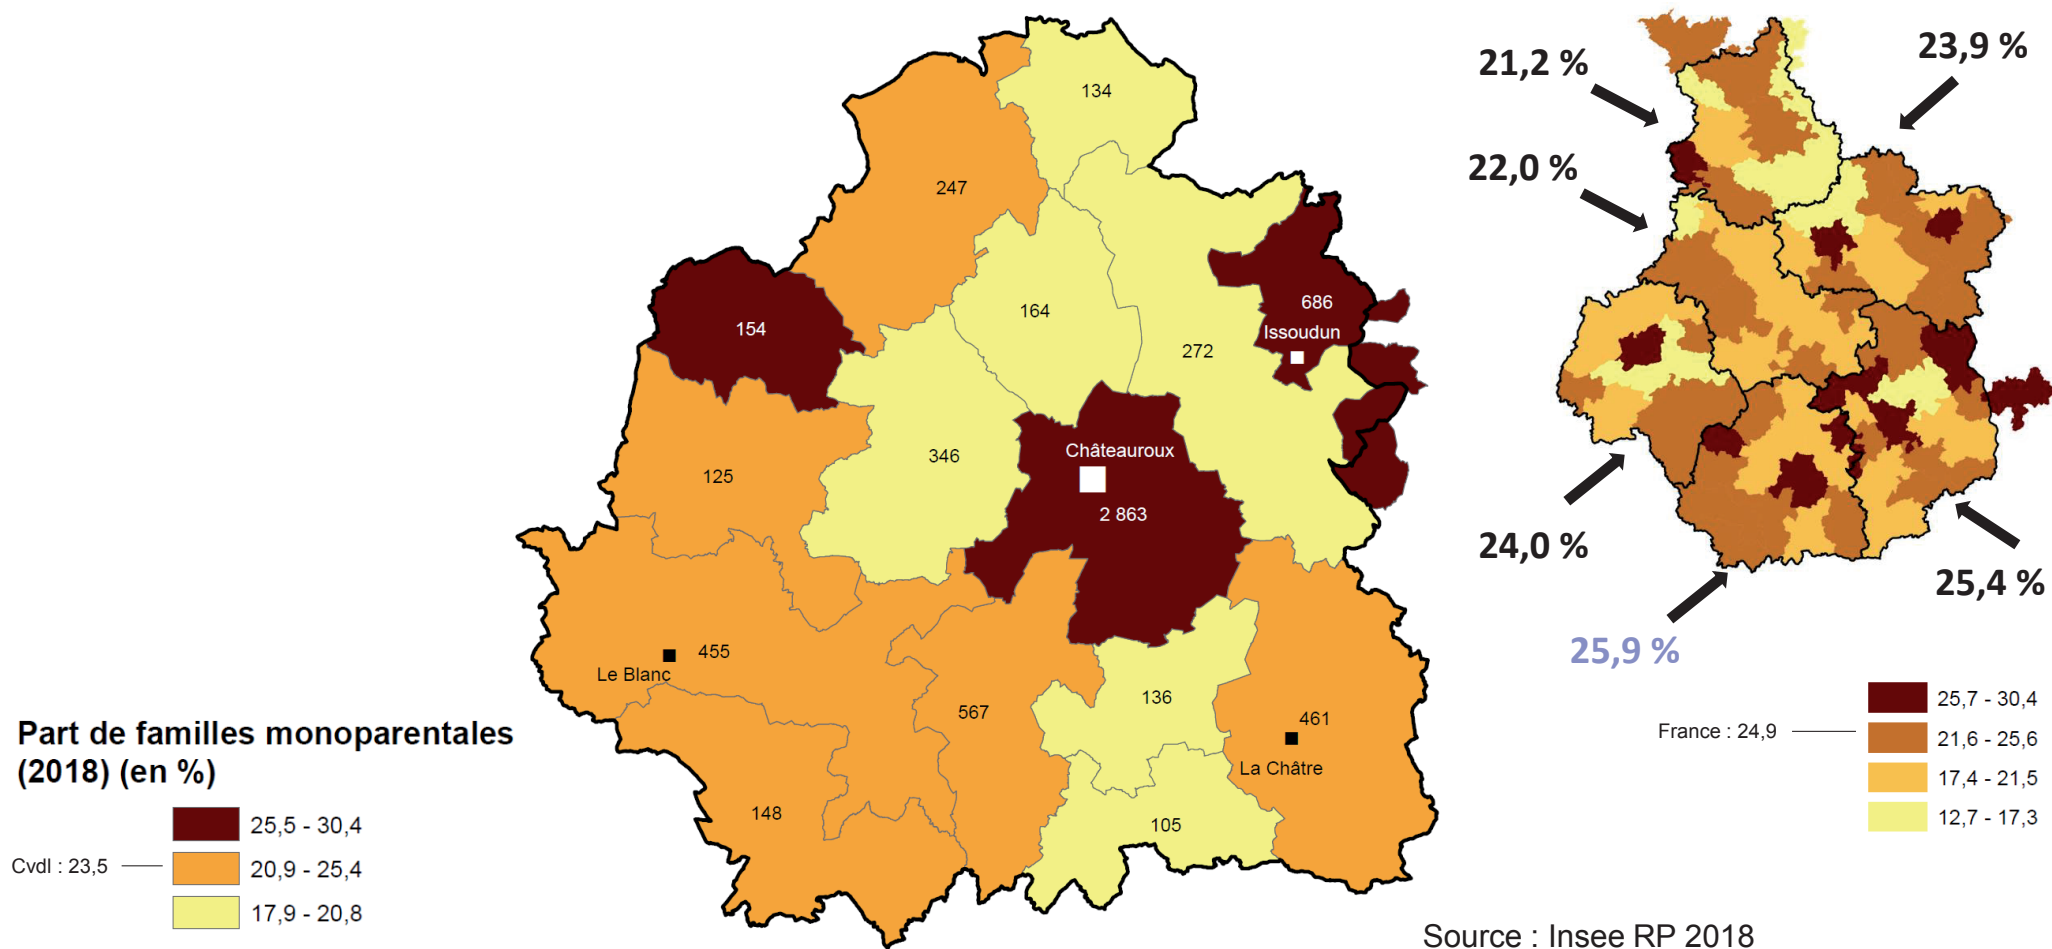 134
247
154
164
686
Issoudun
272
Châteauroux
2 863
346
125
455
Le Blanc
567
136
461
La Châtre
148
105
Part de familles monoparentales
(2018) (en %)
25,5 - 30,4
Cvdl : 23,5
20,9 - 25,4
17,9 - 20,8
21,2 %
23,9 %
22,0 %
24,0 %
25,4 %
25,9 %
25,7 - 30,4
France : 24,9
21,6 - 25,6
17,4 - 21,5
12,7 - 17,3
Source : Insee RP 2018